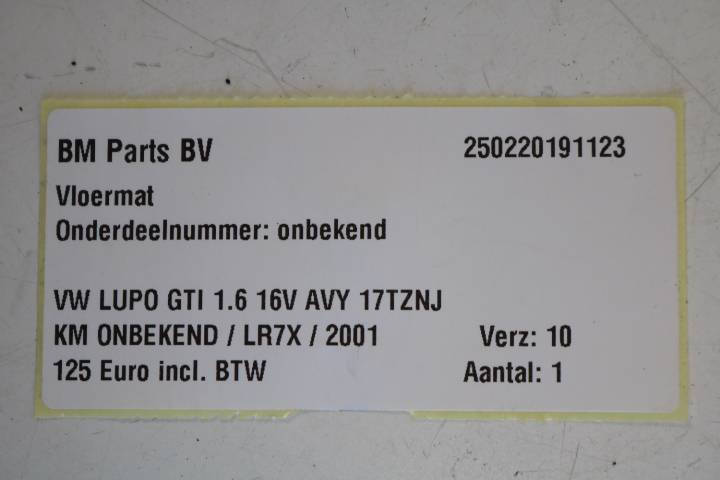 BM Parts BV 250220191123
Vloermat
Onderdeelnummer: onbekend
VW LUPO GTI 1.6 16V AVY 17TZNJ
KM ONBEKEND / LR7X / 2001 Verz: 10
125 Euro incl. BTW Aantal: 1